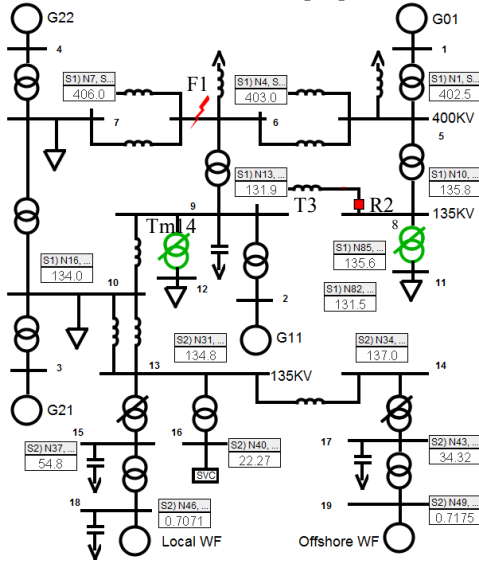 G22
G01
4
1
S1) N7, S...
406.0
F1
S1) N4, S...
403.0
S1) N1, S...
402.5
7
6
400KV
5
S1) N13, ...
131.9
S1) N10, ...
135.8
9
T3
R2
135KV
Tm14
8
S1) N85, ...
135.6
S1) N16, ...
134.0
10
12
11
S1) N82, ...
131.5
2
G11
S2) N31, ...
134.8
S2) N34, ...
137.0
3
13
135KV
14
G21
15
16
17
S2) N37, ...
54.8
S2) N40, ...
22.27
S2) N43, ...
34.32
SVC
18
19
S2) N46, ...
0.7071
S2) N49, ...
0.7175
Local WF
Offshore WF